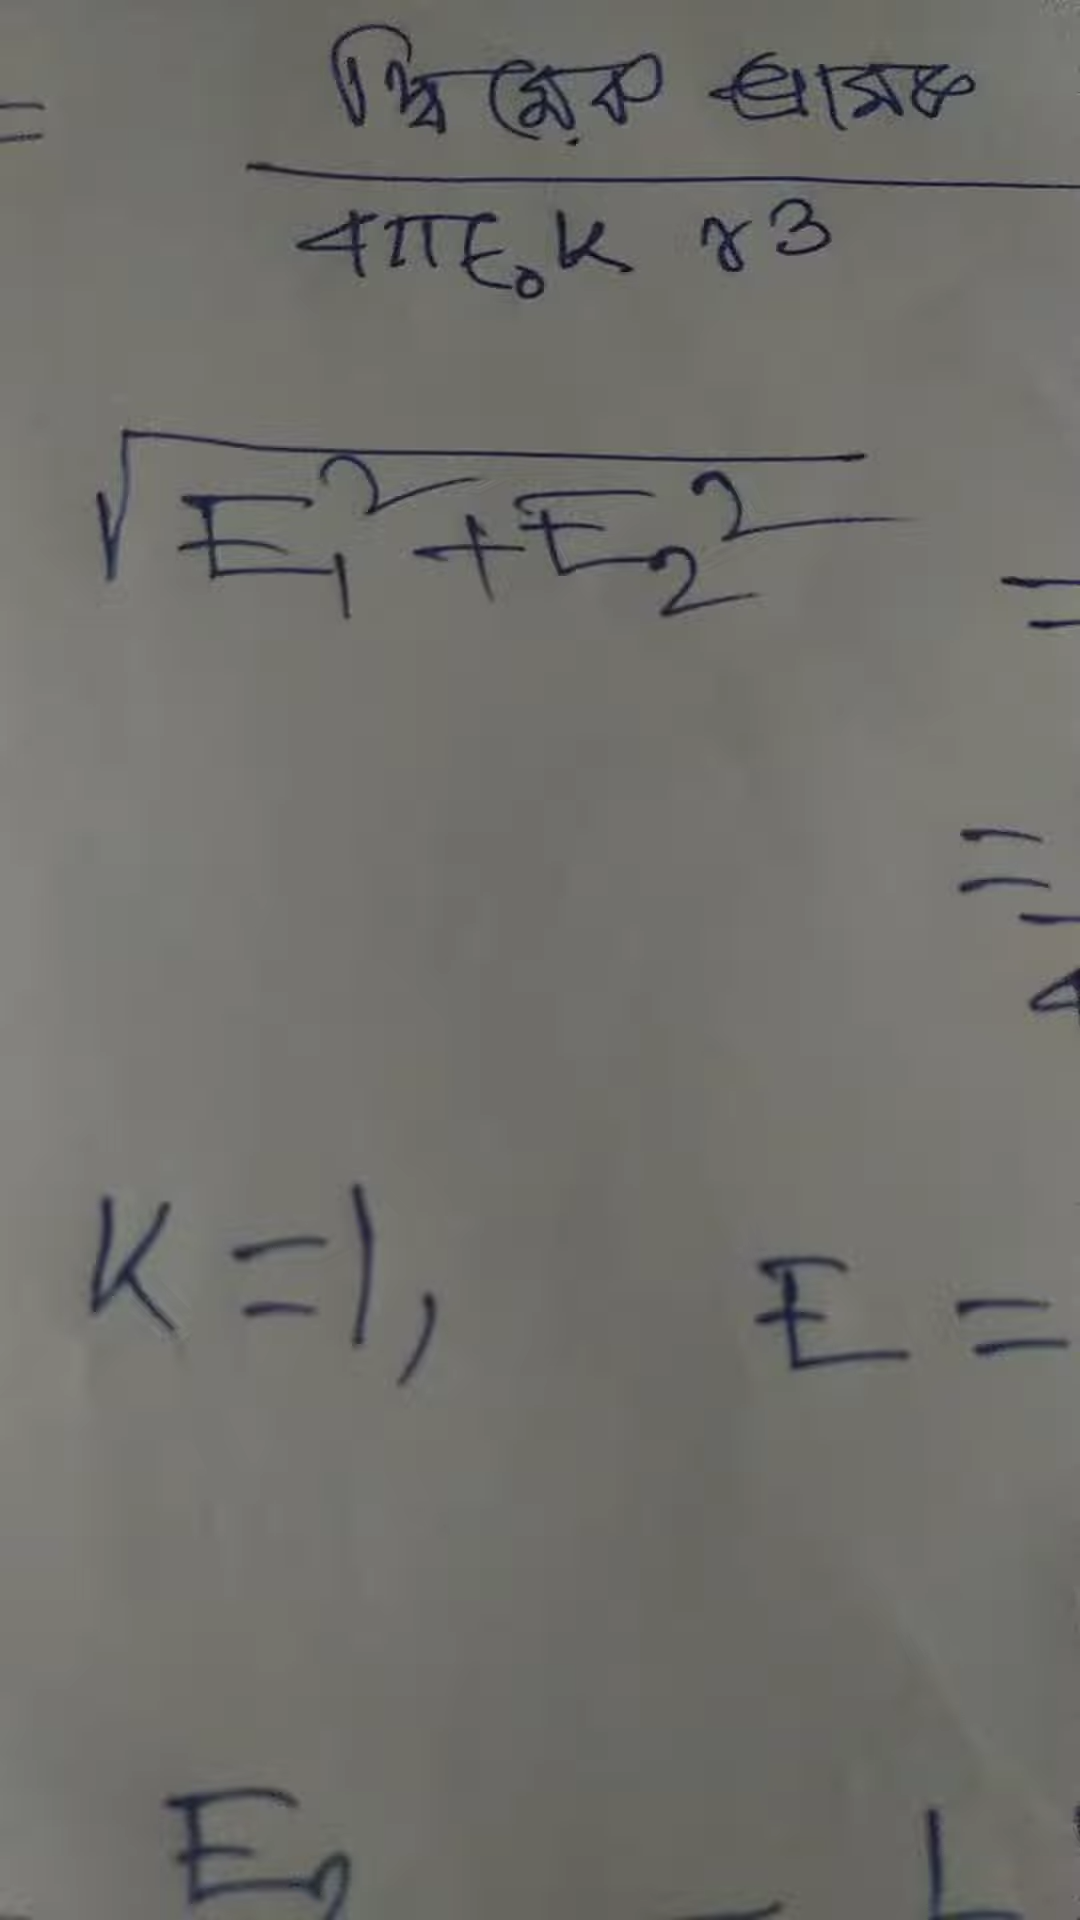 = দ্বিমেরু ভ্রামক
4πε₀K r3
√E₁² + E₂² =
=
K = 1, E =
E₂